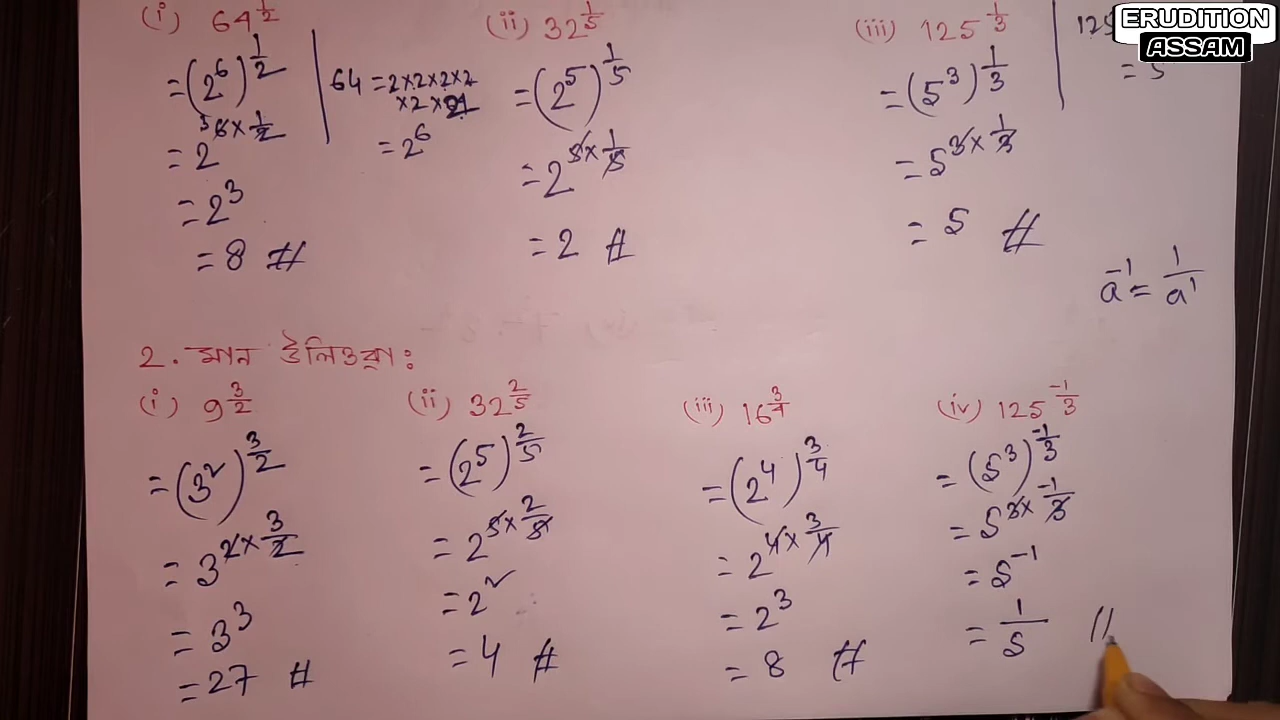 ERUDITION
ASSAM
(i) 64^{1/2}
= (2^6)^{1/2}
= 2^{6 × 1/2}
= 2^3
= 8 #
64 = 2×2×2×2
×2×2
= 2^6
(ii) 32^{1/5}
= (2^5)^{1/5}
= 2^{5 × 1/5}
= 2 #
(iii) 125^{1/3}
= (5^3)^{1/3}
= 5^{3 × 1/3}
= 5 #
a^{-1} = 1/a^1
2. মান উলিওৱা:
(i) 9^{3/2}
= (3^2)^{3/2}
= 3^{2 × 3/2}
= 3^3
= 27 #
(ii) 32^{2/5}
= (2^5)^{2/5}
= 2^{5 × 2/5}
= 2^2
= 4 #
(iii) 16^{3/4}
= (2^4)^{3/4}
= 2^{4 × 3/4}
= 2^3
= 8 #
(iv) 125^{-1/3}
= (5^3)^{-1/3}
= 5^{3 × -1/3}
= 5^{-1}
= 1/5 //